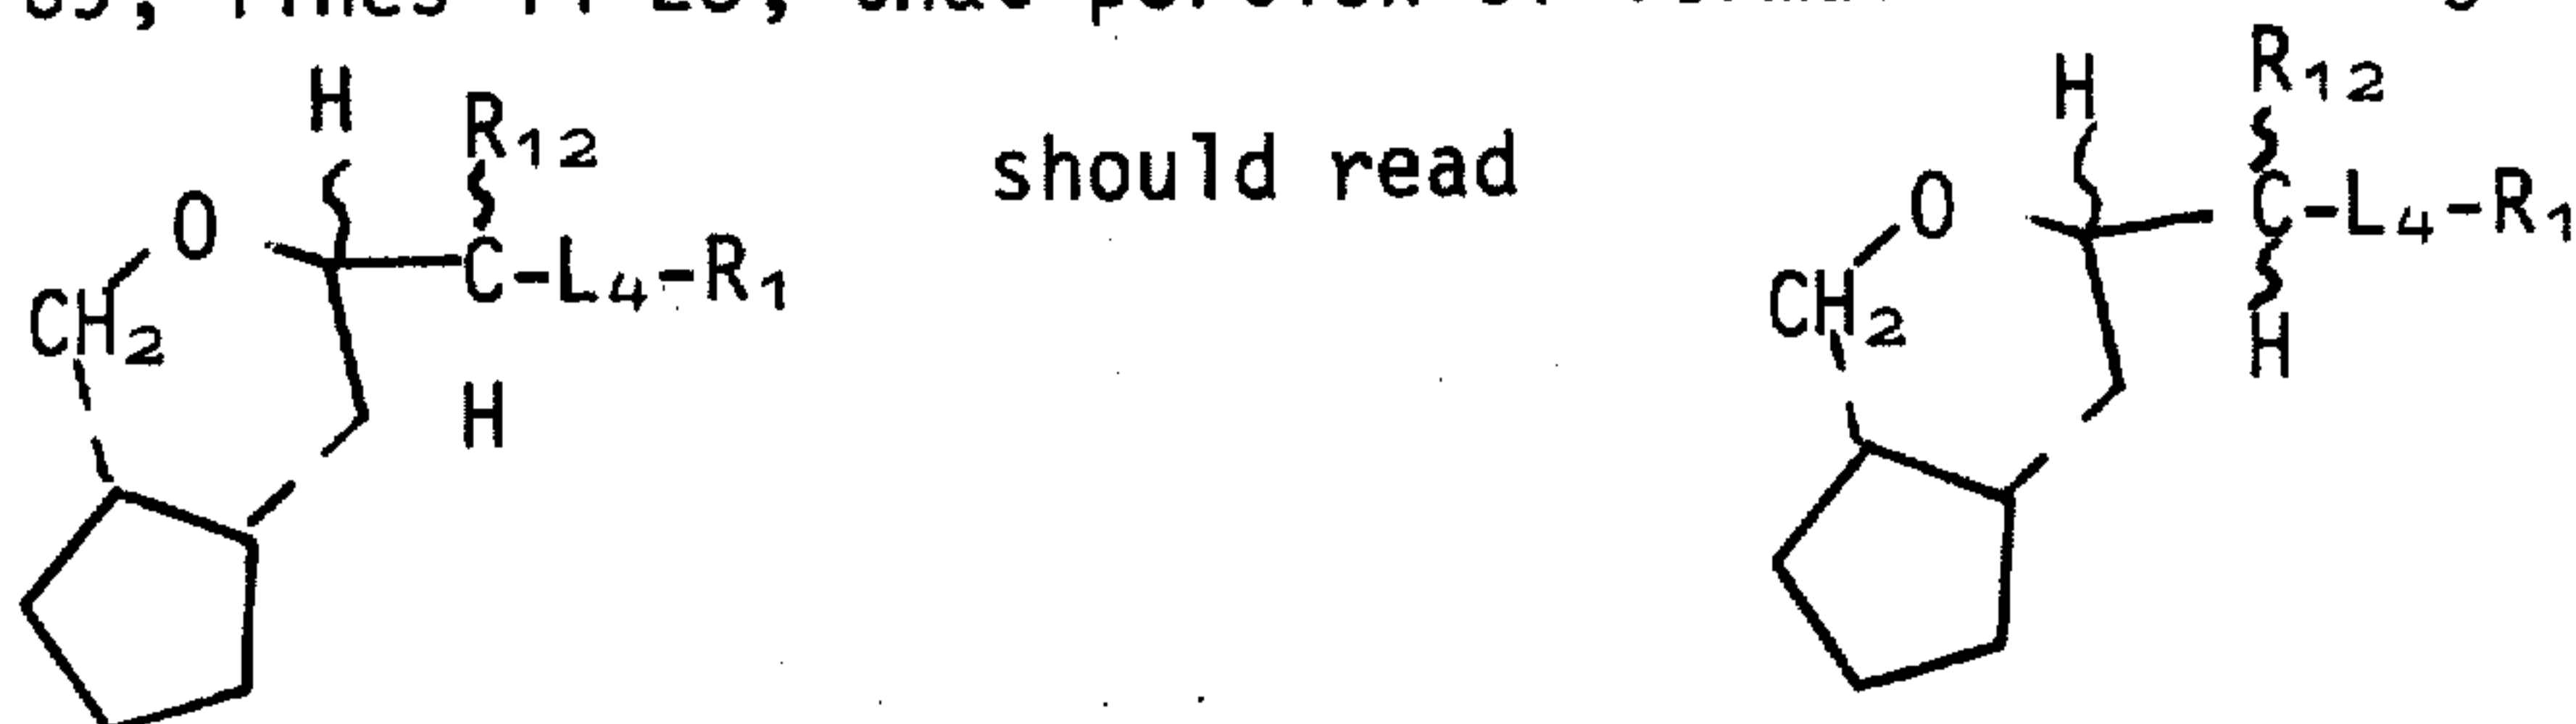 should read
H
R12
O
C-L4-R1
CH2
H
H
R12
O
C-L4-R1
CH2
H